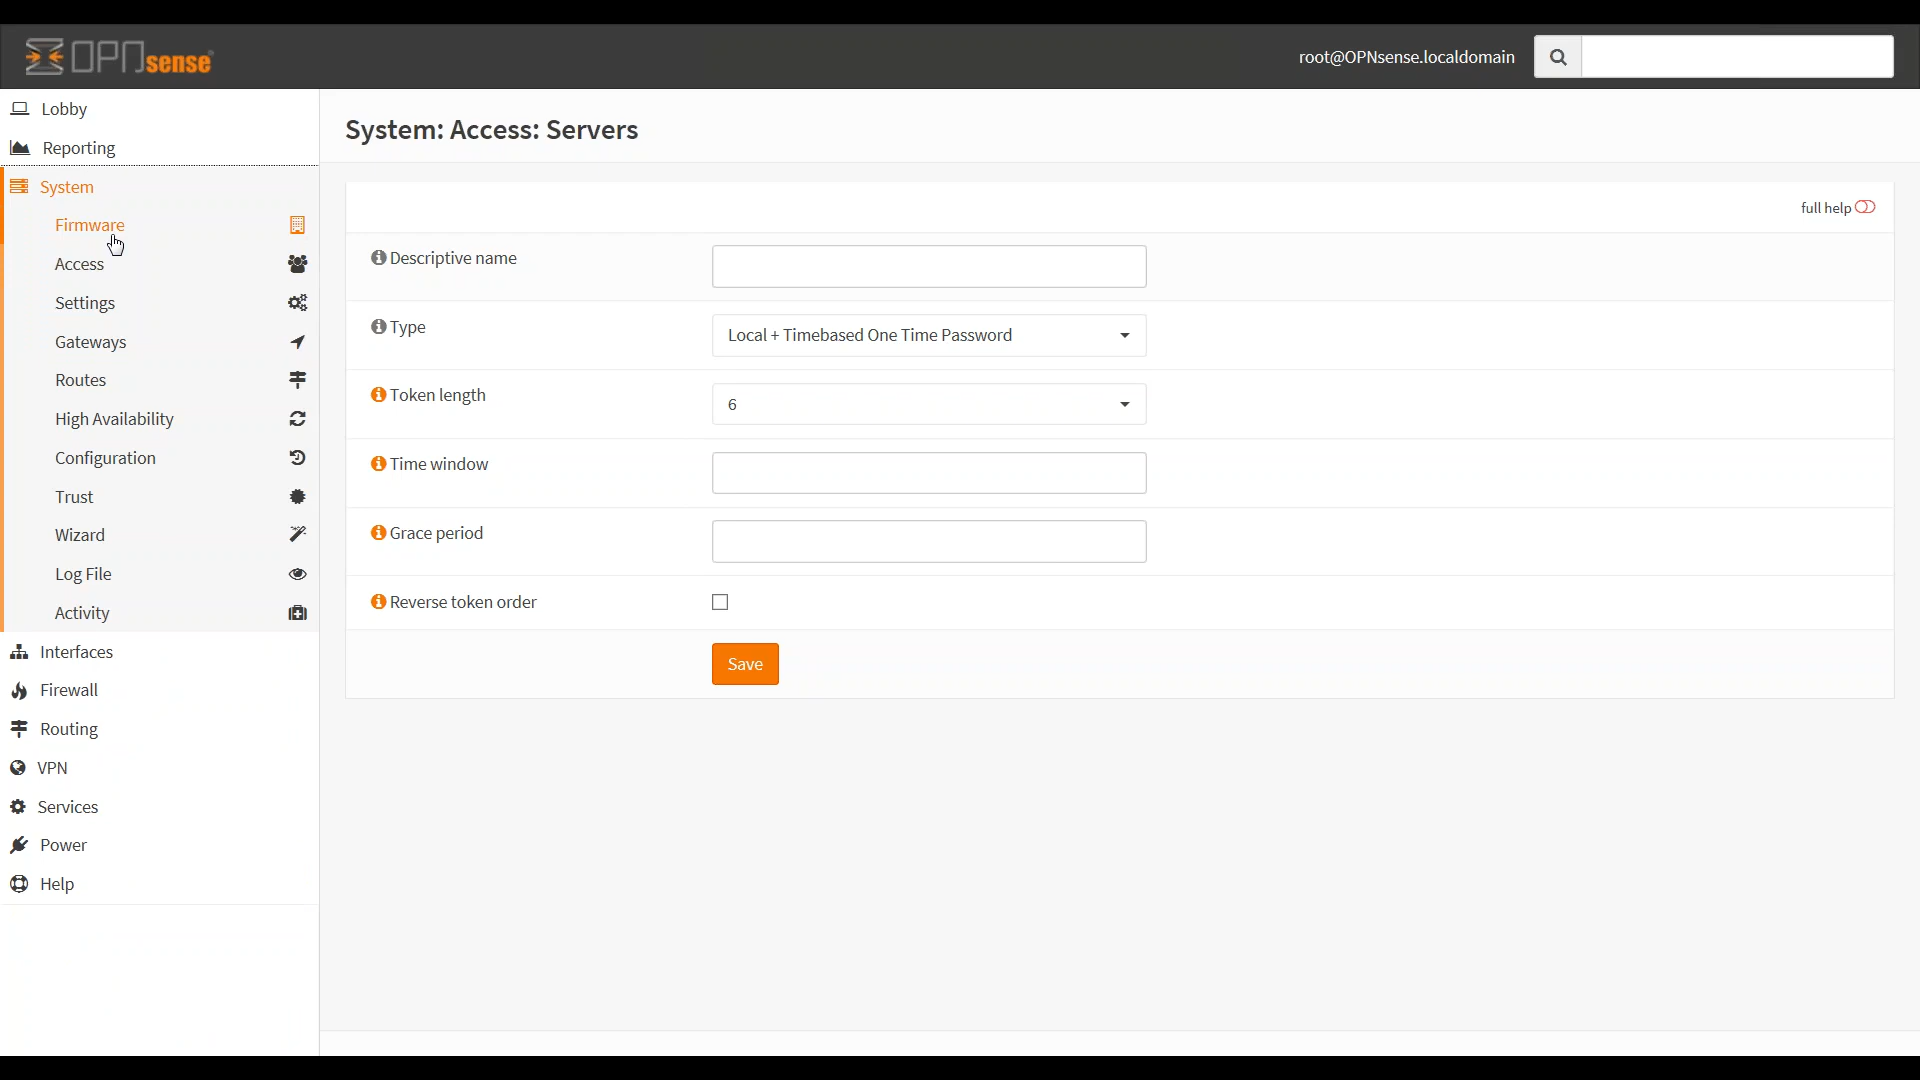 OPNsense
root@OPNsense.localdomain
Lobby
Reporting
System
Firmware
Access
Settings
Gateways
Routes
High Availability
Configuration
Trust
Wizard
Log File
Activity
Interfaces
Firewall
Routing
VPN
Services
Power
Help
System: Access: Servers
full help
Descriptive name
Type
Local + Timebased One Time Password
Token length
6
Time window
Grace period
Reverse token order
Save